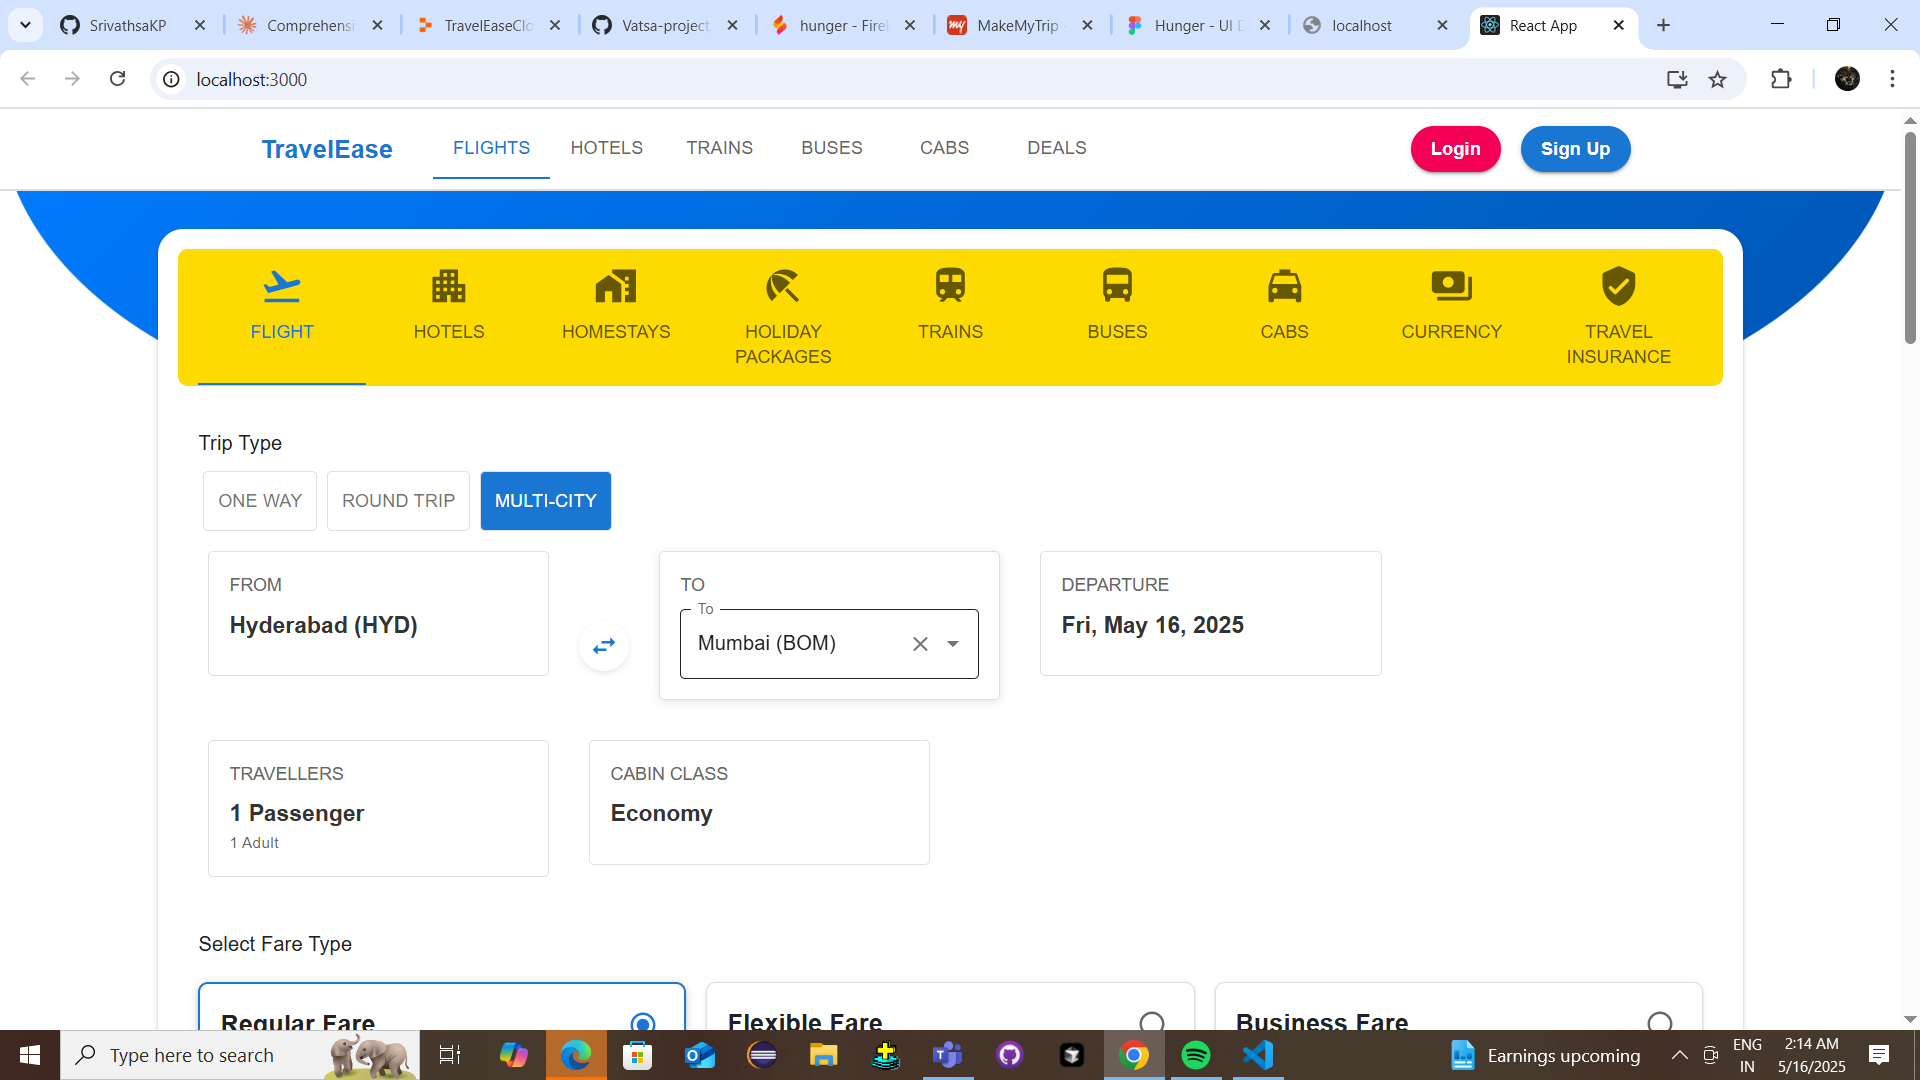 SrivathsaKP
Comprehensi
TravelEaseClo
Vatsa-project
hunger - Fire
MakeMyTrip -
Hunger - UI D
localhost
React App
localhost:3000
TravelEase
FLIGHTS
HOTELS
TRAINS
BUSES
CABS
DEALS
Login
Sign Up
FLIGHT
HOTELS
HOMESTAYS
HOLIDAY
PACKAGES
TRAINS
BUSES
CABS
CURRENCY
TRAVEL
INSURANCE
Trip Type
ONE WAY
ROUND TRIP
MULTI-CITY
FROM
Hyderabad (HYD)
TO
To
Mumbai (BOM)
DEPARTURE
Fri, May 16, 2025
TRAVELLERS
1 Passenger
1 Adult
CABIN CLASS
Economy
Select Fare Type
Regular Fare
Flexible Fare
Business Fare
Type here to search
Earnings upcoming
ENG
IN
2:14 AM
5/16/2025